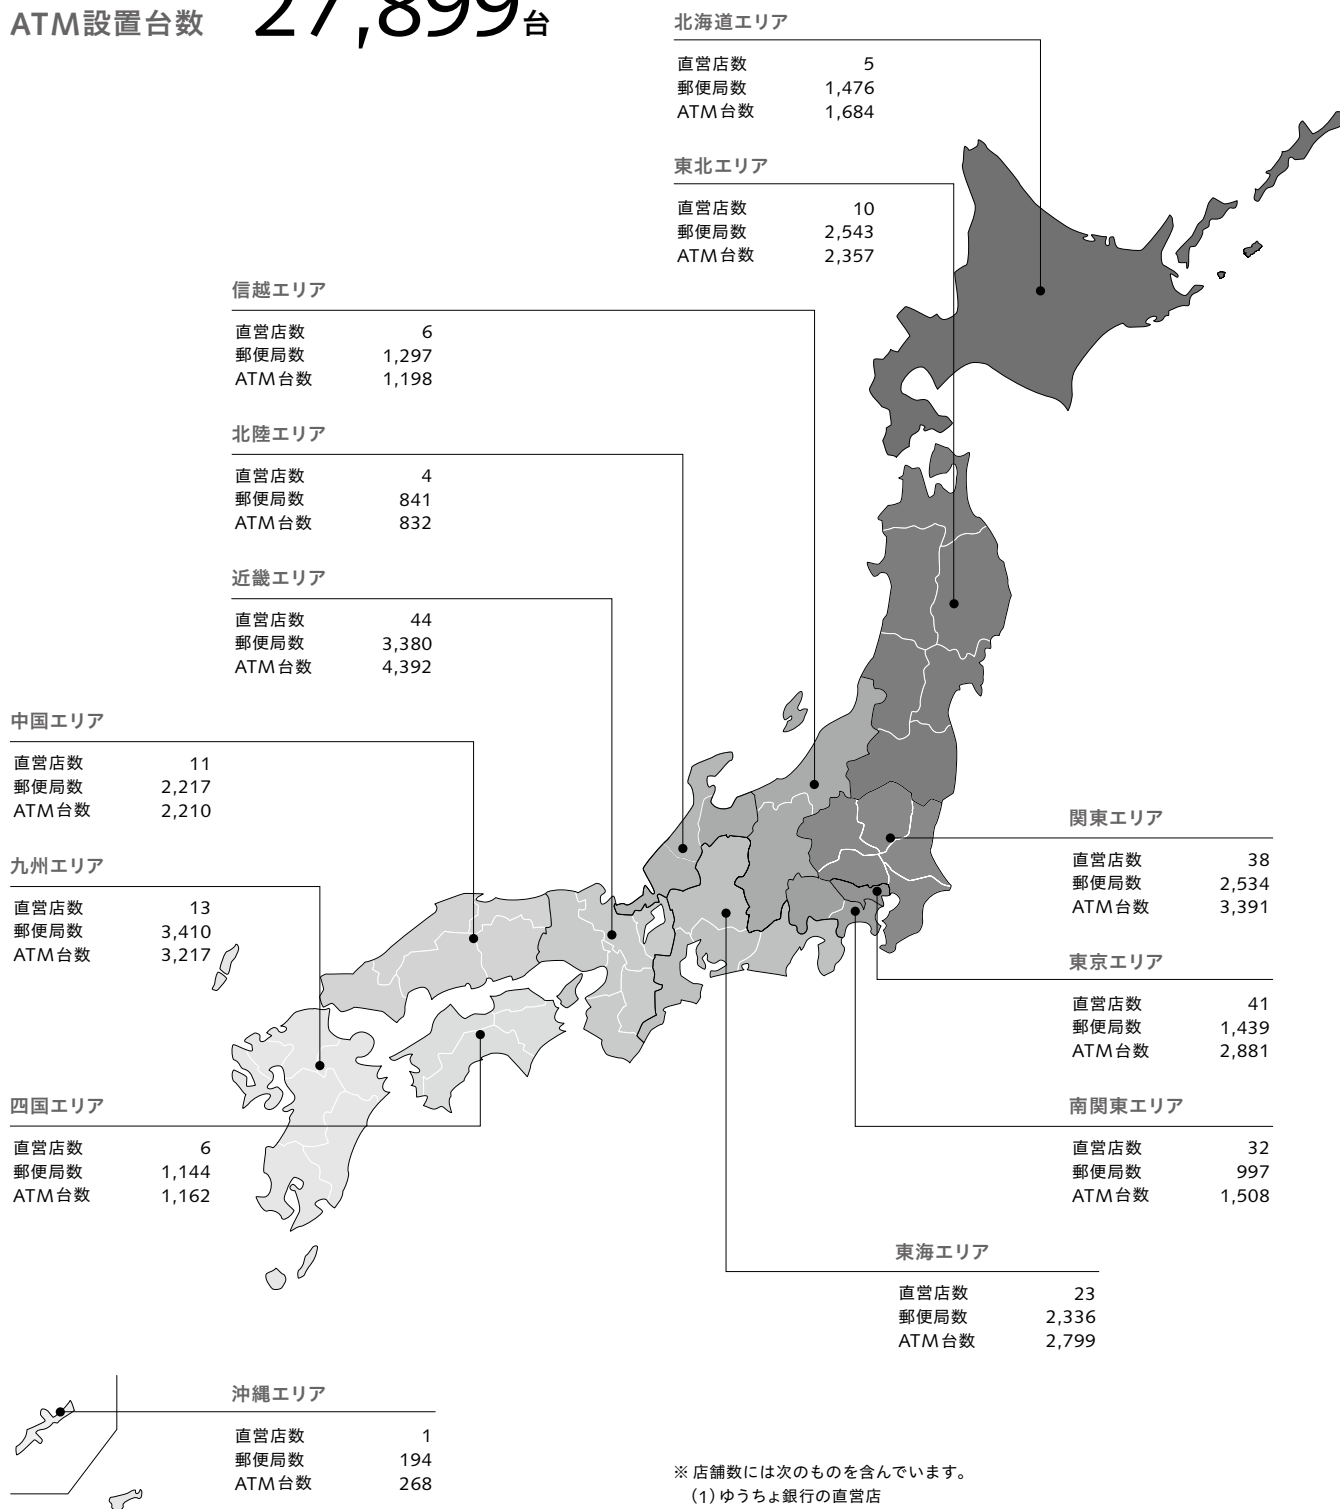 ATM設置台数 27,899台
北海道エリア
直営店数 5
郵便局数 1,476
ATM台数 1,684
東北エリア
直営店数 10
郵便局数 2,543
ATM台数 2,357
信越エリア
直営店数 6
郵便局数 1,297
ATM台数 1,198
北陸エリア
直営店数 4
郵便局数 841
ATM台数 832
近畿エリア
直営店数 44
郵便局数 3,380
ATM台数 4,392
中国エリア
直営店数 11
郵便局数 2,217
ATM台数 2,210
九州エリア
直営店数 13
郵便局数 3,410
ATM台数 3,217
四国エリア
直営店数 6
郵便局数 1,144
ATM台数 1,162
関東エリア
直営店数 38
郵便局数 2,534
ATM台数 3,391
東京エリア
直営店数 41
郵便局数 1,439
ATM台数 2,881
南関東エリア
直営店数 32
郵便局数 997
ATM台数 1,508
東海エリア
直営店数 23
郵便局数 2,336
ATM台数 2,799
沖縄エリア
直営店数 1
郵便局数 194
ATM台数 268
※ 店舗数には次のものを含んでいます。
(1)ゆうちょ銀行の直営店